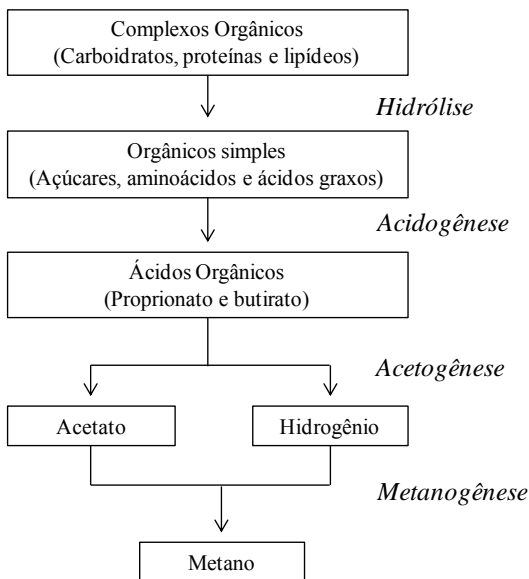 Complexos Orgânicos
(Carboidratos, proteínas e lipídeos)
Hidrólise
Orgânicos simples
(Açúcares, aminoácidos e ácidos graxos)
Acidogênese
Ácidos Orgânicos
(Proprionato e butirato)
Acetogênese
Acetato
Hidrogênio
Metanogênese
Metano